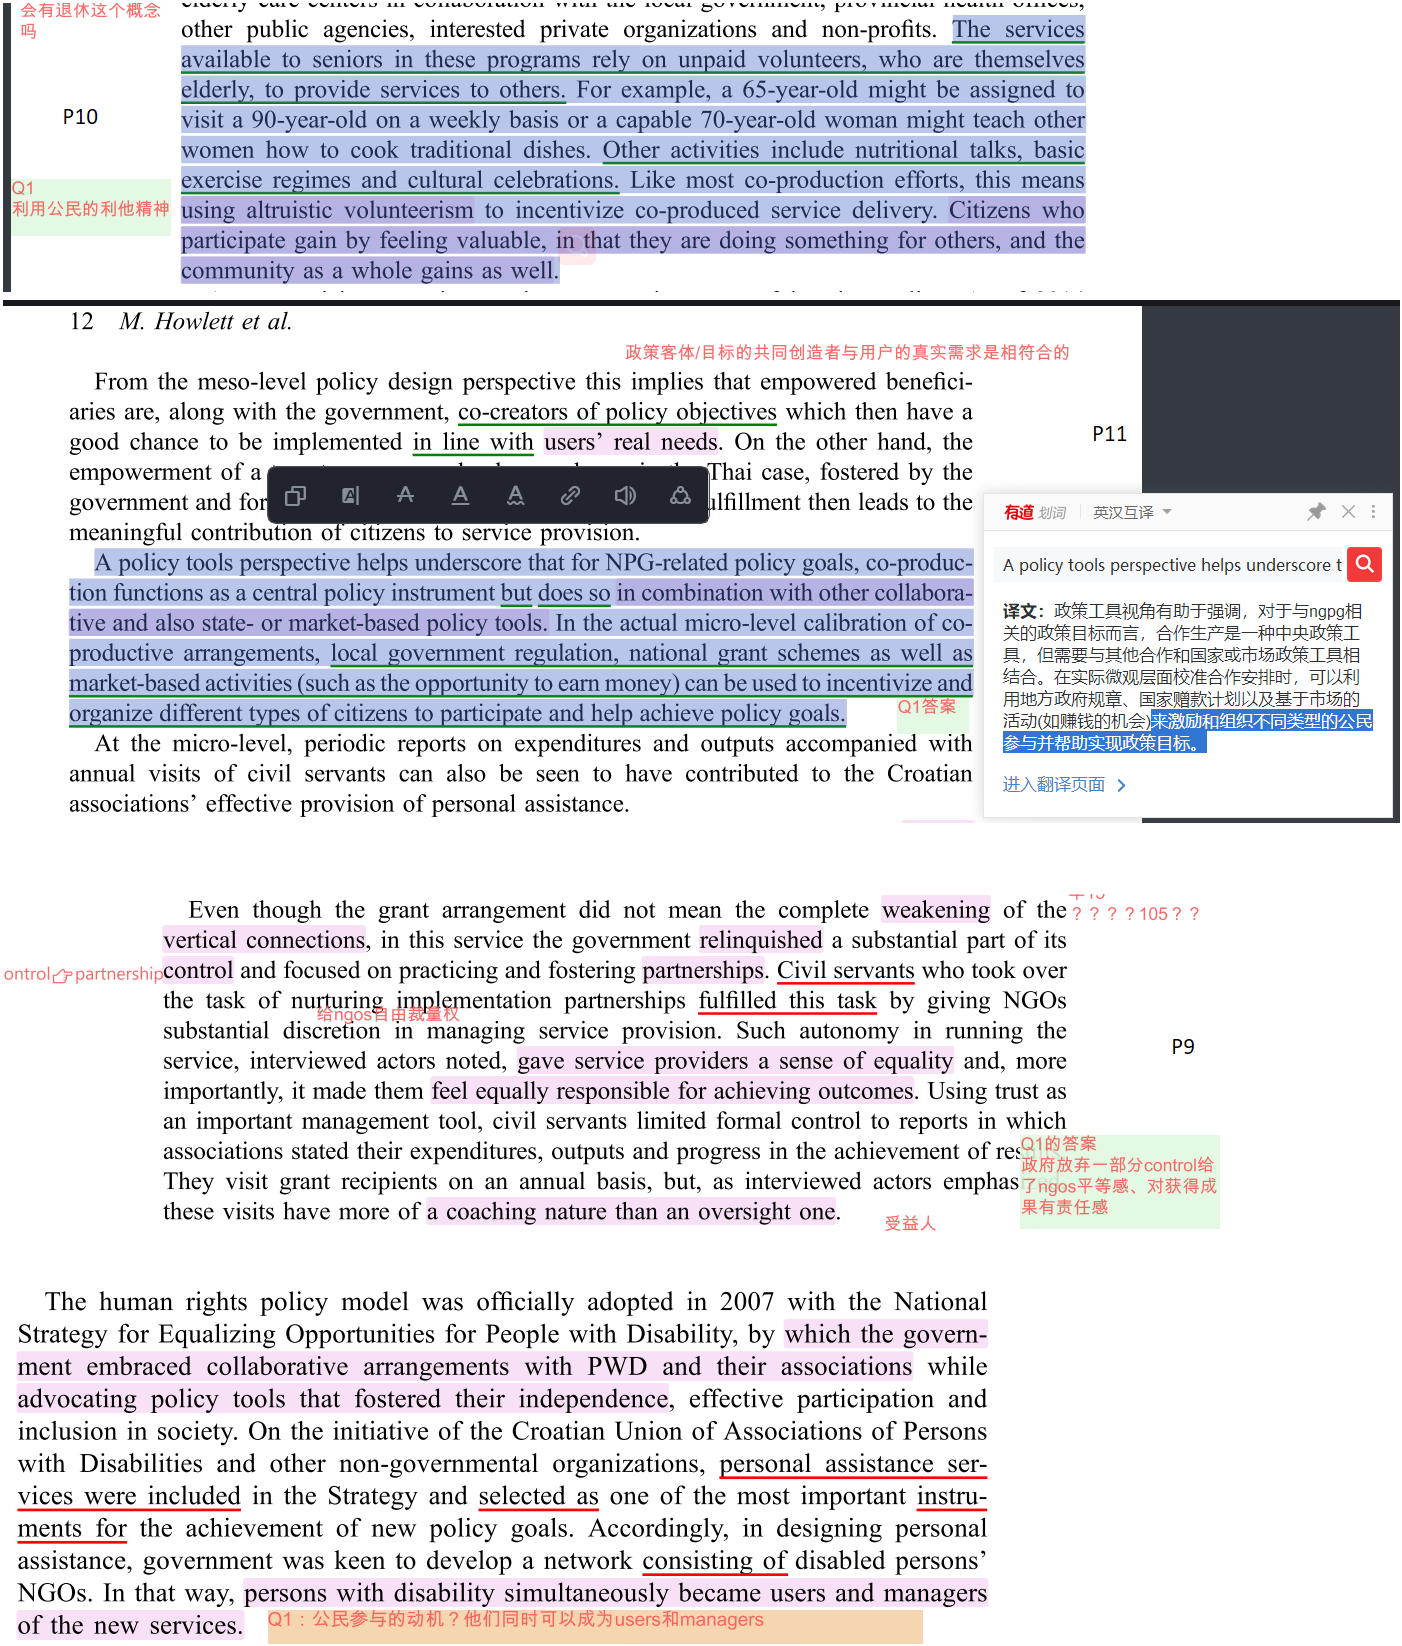 会有退休这个概念
吗
other public agencies, interested private organizations and non-profits. The services
available to seniors in these programs rely on unpaid volunteers, who are themselves
elderly, to provide services to others. For example, a 65-year-old might be assigned to
visit a 90-year-old on a weekly basis or a capable 70-year-old woman might teach other
women how to cook traditional dishes. Other activities include nutritional talks, basic
exercise regimes and cultural celebrations. Like most co-production efforts, this means
using altruistic volunteerism to incentivize co-produced service delivery. Citizens who
participate gain by feeling valuable, in that they are doing something for others, and the
community as a whole gains as well.
P10
Q1
利用公民的利他精神
12 M. Howlett et al.
政策客体/目标的共同创造者与用户的真实需求是相符合的
From the meso-level policy design perspective this implies that empowered benefici-
aries are, along with the government, co-creators of policy objectives which then have a
good chance to be implemented in line with users' real needs. On the other hand, the
empowerment of a Thai case, fostered by the
government and for ulfillment then leads to the
meaningful contribution of citizens to service provision.
A policy tools perspective helps underscore that for NPG-related policy goals, co-produc-
tion functions as a central policy instrument but does so in combination with other collabora-
tive and also state- or market-based policy tools. In the actual micro-level calibration of co-
productive arrangements, local government regulation, national grant schemes as well as
market-based activities (such as the opportunity to earn money) can be used to incentivize and
organize different types of citizens to participate and help achieve policy goals.
Q1答案
At the micro-level, periodic reports on expenditures and outputs accompanied with
annual visits of civil servants can also be seen to have contributed to the Croatian
associations' effective provision of personal assistance.
P11
有道 划词 英汉互译
A policy tools perspective helps underscore t
译文：政策工具视角有助于强调，对于与ngpg相
关的政策目标而言，合作生产是一种中央政策工
具，但需要与其他合作和国家或市场政策工具相
结合。在实际微观层面校准合作安排时，可以利
用地方政府规章、国家赠款计划以及基于市场的
活动(如赚钱的机会)来激励和组织不同类型的公民
参与并帮助实现政策目标。
进入翻译页面
Even though the grant arrangement did not mean the complete weakening of the
vertical connections, in this service the government relinquished a substantial part of its
control and focused on practicing and fostering partnerships. Civil servants who took over
the task of nurturing implementation partnerships fulfilled this task by giving NGOs
substantial discretion in managing service provision. Such autonomy in running the
service, interviewed actors noted, gave service providers a sense of equality and, more
importantly, it made them feel equally responsible for achieving outcomes. Using trust as
an important management tool, civil servants limited formal control to reports in which
associations stated their expenditures, outputs and progress in the achievement of res
They visit grant recipients on an annual basis, but, as interviewed actors emphas
these visits have more of a coaching nature than an oversight one.
？？？？105？？
ontrol👉partnership
给ngos自由裁量权
P9
Q1的答案
政府放弃一部分control给
了ngos平等感、对获得成
果有责任感
受益人
The human rights policy model was officially adopted in 2007 with the National
Strategy for Equalizing Opportunities for People with Disability, by which the govern-
ment embraced collaborative arrangements with PWD and their associations while
advocating policy tools that fostered their independence, effective participation and
inclusion in society. On the initiative of the Croatian Union of Associations of Persons
with Disabilities and other non-governmental organizations, personal assistance ser-
vices were included in the Strategy and selected as one of the most important instru-
ments for the achievement of new policy goals. Accordingly, in designing personal
assistance, government was keen to develop a network consisting of disabled persons'
NGOs. In that way, persons with disability simultaneously became users and managers
of the new services.
Q1：公民参与的动机？他们同时可以成为users和managers